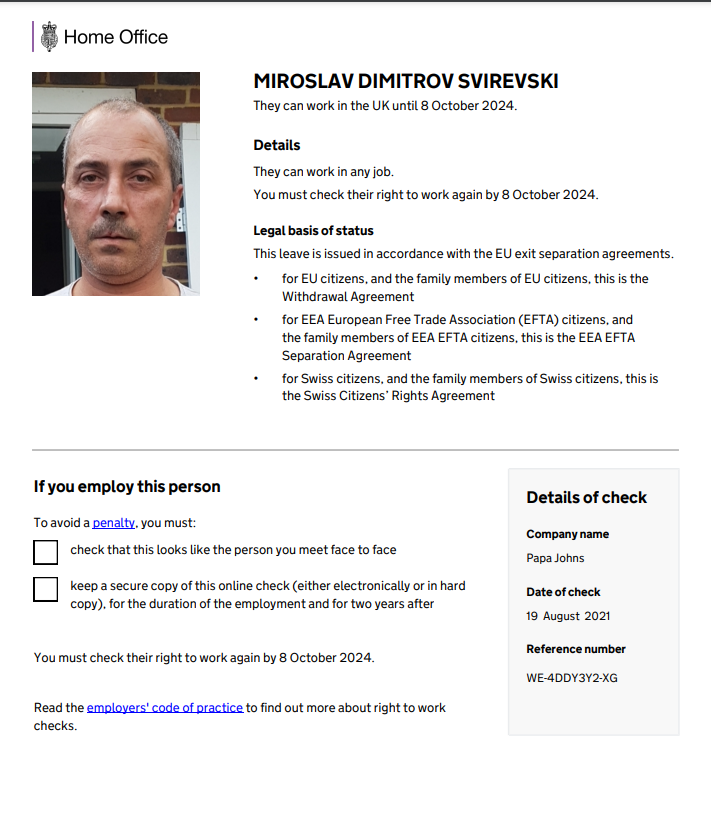 Home Office
MIROSLAV DIMITROV SVIREVSKI
They can work in the UK until 8 October 2024.
Details
They can work in any job.
You must check their right to work again by 8 October 2024.
Legal basis of status
This leave is issued in accordance with the EU exit separation agreements.
• for EU citizens, and the family members of EU citizens, this is the
Withdrawal Agreement
• for EEA European Free Trade Association (EFTA) citizens, and
the family members of EEA EFTA citizens, this is the EEA EFTA
Separation Agreement
• for Swiss citizens, and the family members of Swiss citizens, this is
the Swiss Citizens’ Rights Agreement
If you employ this person
To avoid a penalty, you must:
check that this looks like the person you meet face to face
keep a secure copy of this online check (either electronically or in hard
copy), for the duration of the employment and for two years after
You must check their right to work again by 8 October 2024.
Read the employers' code of practice to find out more about right to work
checks.
Details of check
Company name
Papa Johns
Date of check
19 August 2021
Reference number
WE-4DDY3Y2-XG